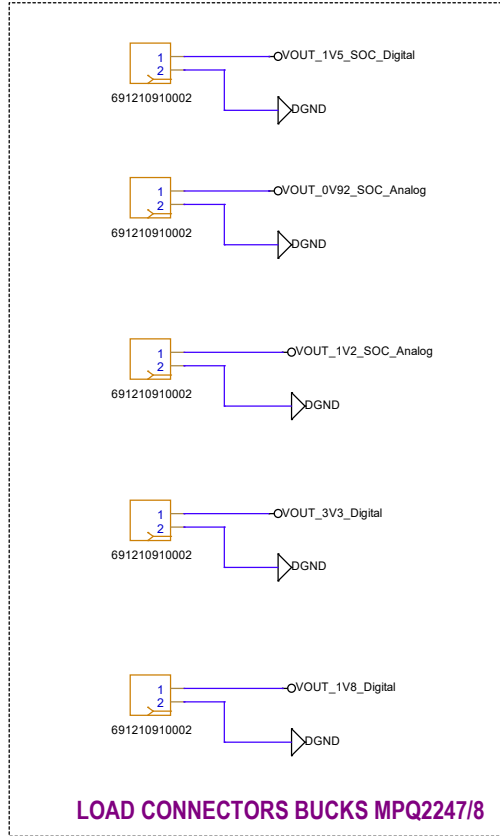 1 VOUT_1V5_SOC_Digital
2
691210910002 DGND
1 VOUT_0V92_SOC_Analog
2
691210910002 DGND
1 VOUT_1V2_SOC_Analog
2
691210910002 DGND
1 VOUT_3V3_Digital
2
691210910002 DGND
1 VOUT_1V8_Digital
2
691210910002 DGND
LOAD CONNECTORS BUCKS MPQ2247/8